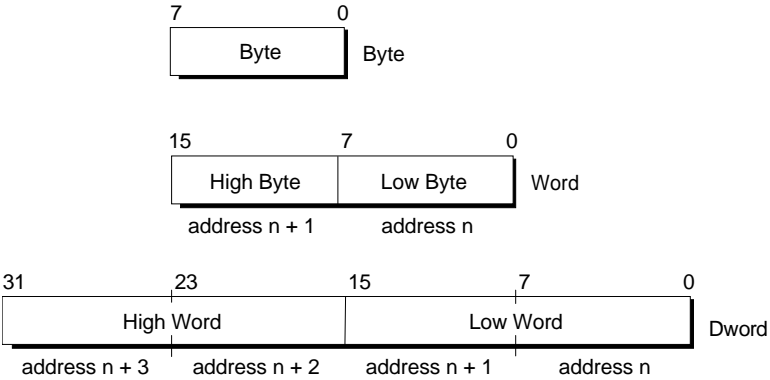 7 0
Byte Byte
15 7 0
High Byte Low Byte Word
address n + 1 address n
31 23 15 7 0
High Word Low Word Dword
address n + 3 address n + 2 address n + 1 address n